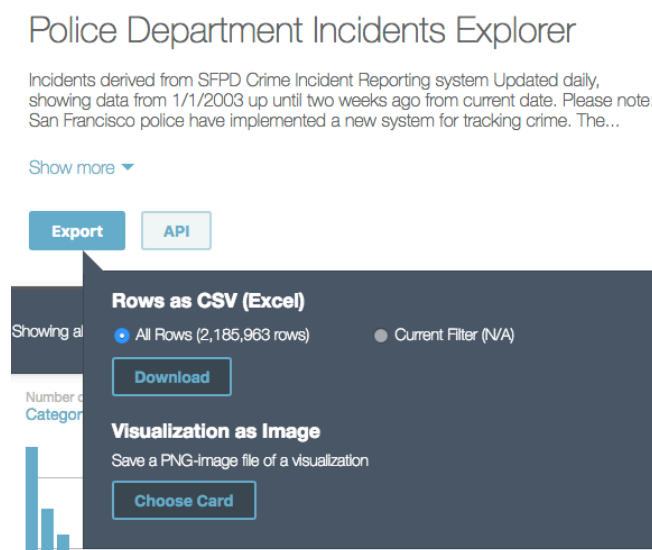 Police Department Incidents Explorer
Incidents derived from SFPD Crime Incident Reporting system Updated daily,
showing data from 1/1/2003 up until two weeks ago from current date. Please note:
San Francisco police have implemented a new system for tracking crime. The...
Show more
Export
API
Rows as CSV (Excel)
Showing al
All Rows (2,185,963 rows)
Current Filter (N/A)
Download
Number o
Categor
Visualization as Image
Save a PNG-image file of a visualization
Choose Card